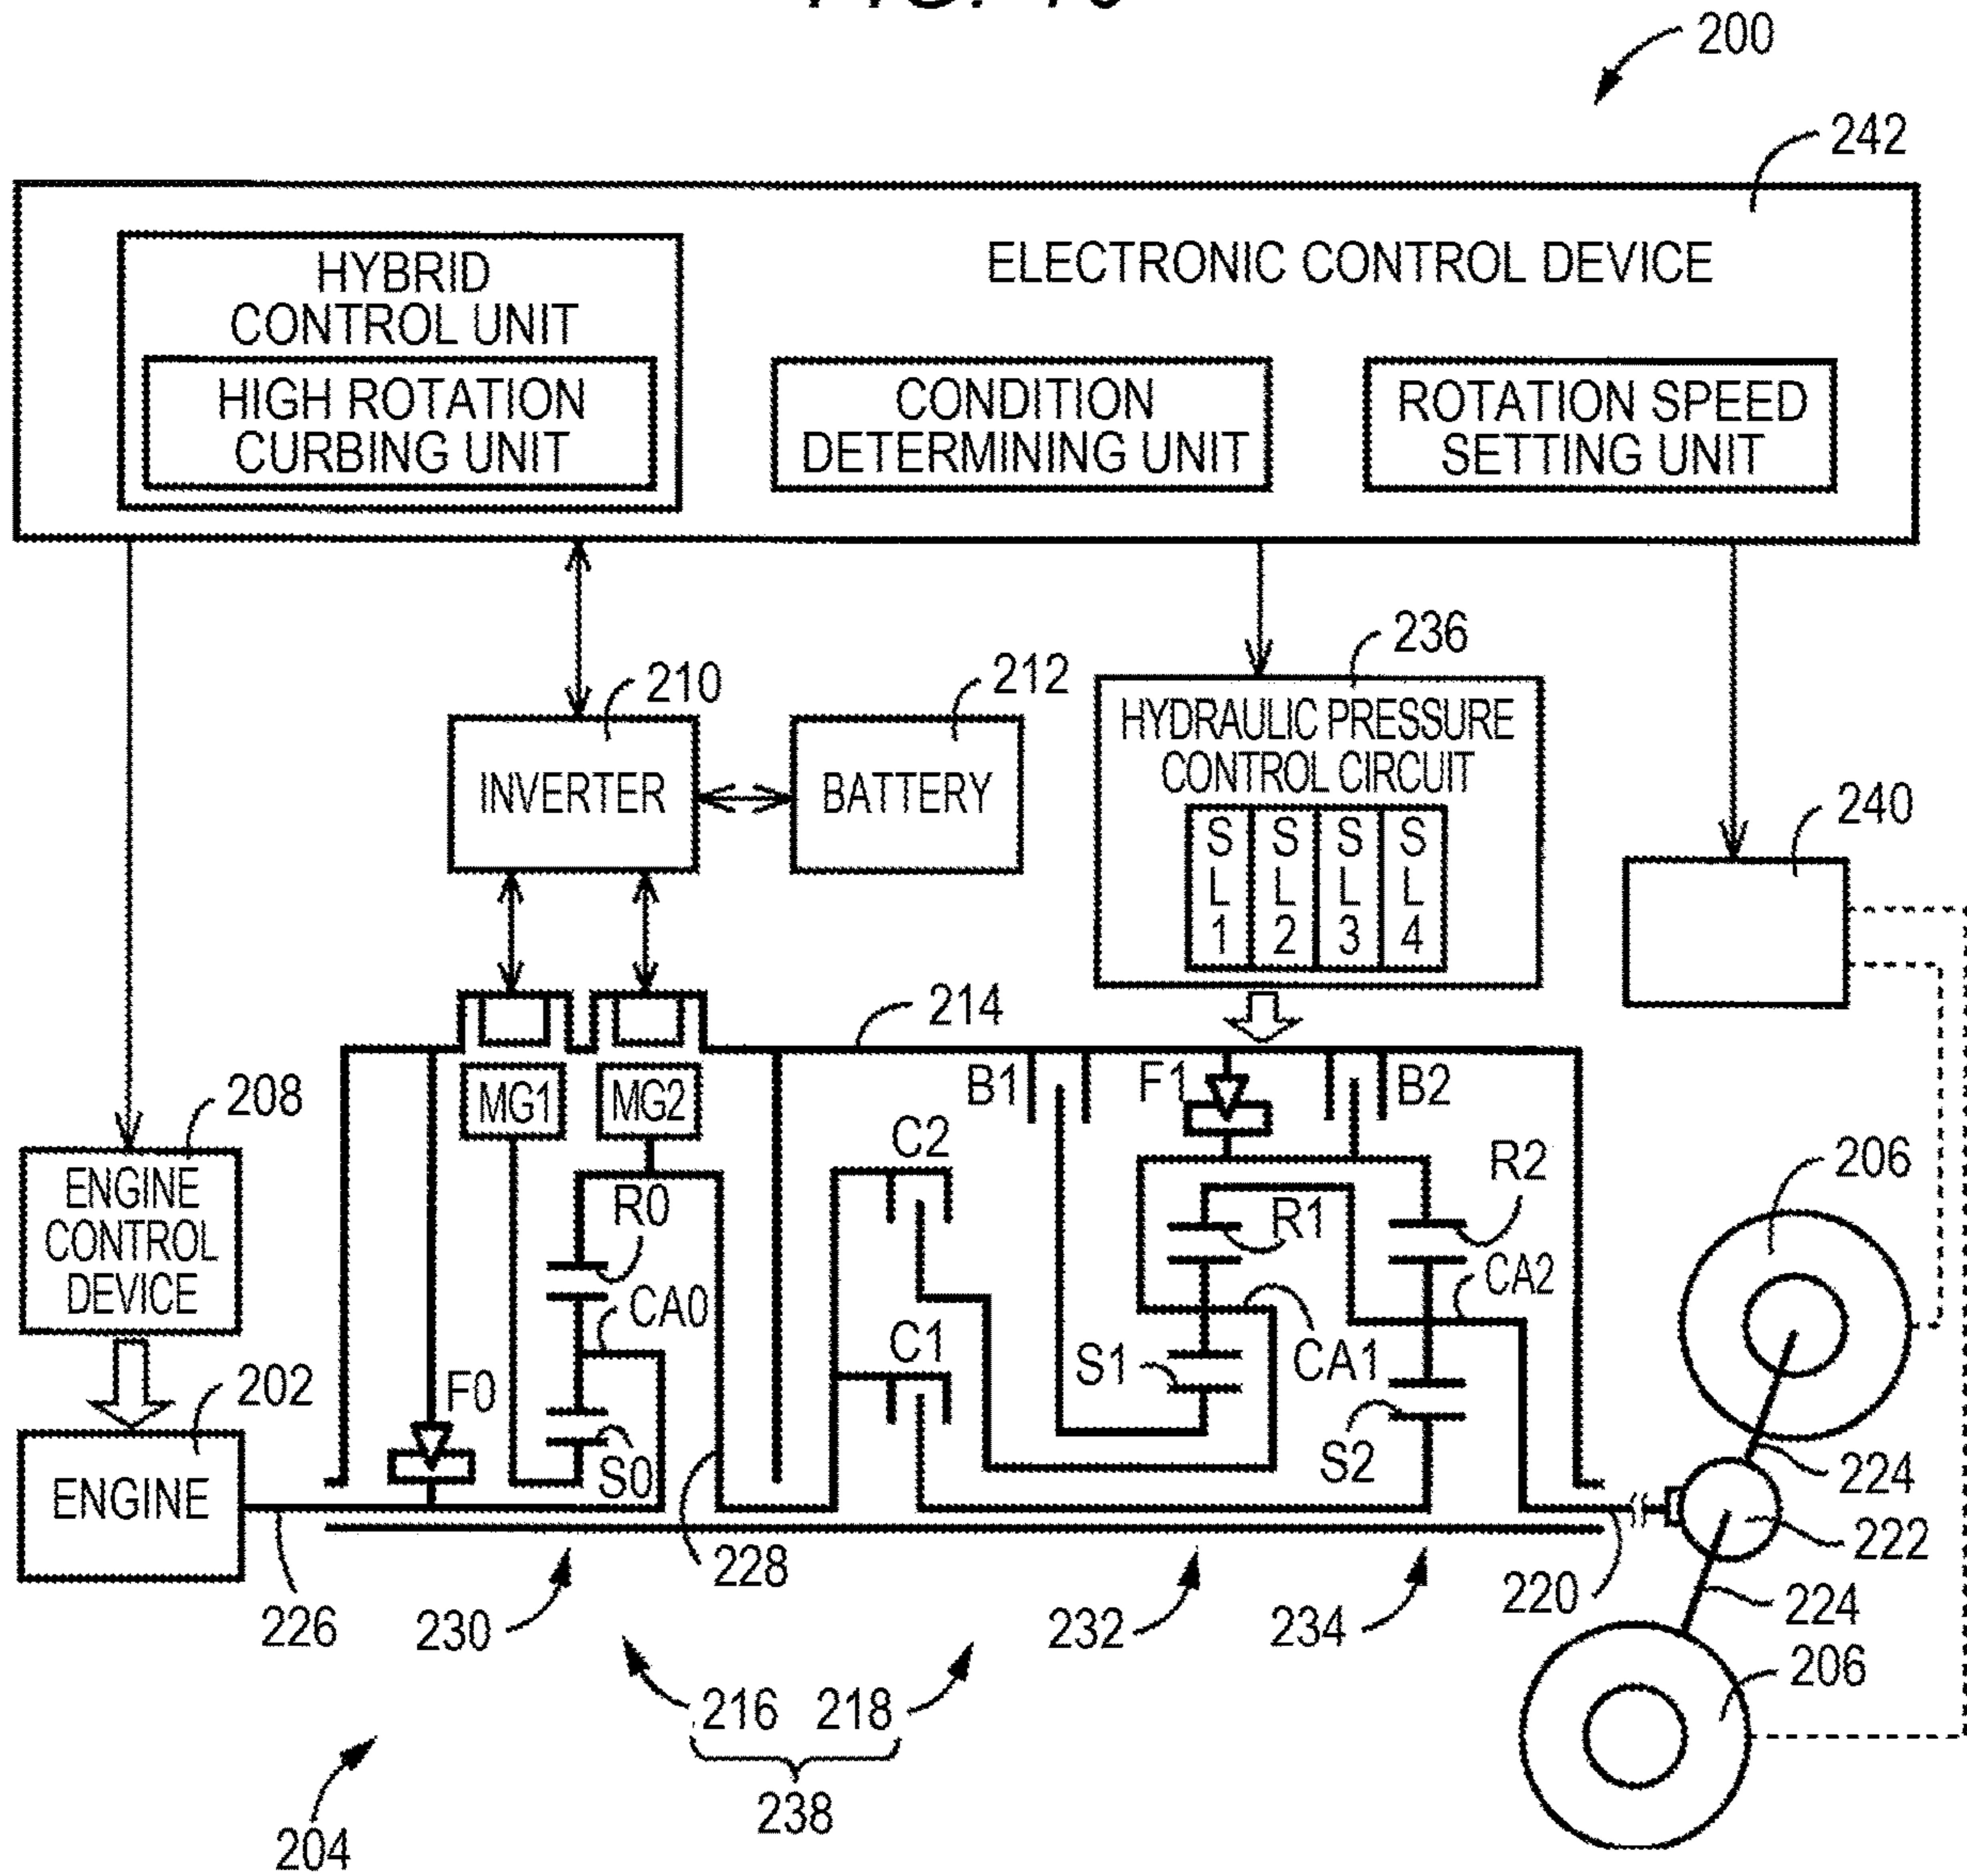 FIG. 10
200
242
ELECTRONIC CONTROL DEVICE
HYBRID
CONTROL UNIT
HIGH ROTATION
CURBING UNIT
CONDITION
DETERMINING UNIT
ROTATION SPEED
SETTING UNIT
210
212
236
INVERTER
BATTERY
HYDRAULIC PRESSURE
CONTROL CIRCUIT
SL1
SL2
SL3
SL4
240
214
208
ENGINE
CONTROL
DEVICE
MG1
MG2
B1
F1
B2
C2
R0
R1
R2
206
CA0
CA2
C1
S1
CA1
202
F0
S0
S2
224
ENGINE
222
226
230
228
232
234
220
224
206
216
218
238
204